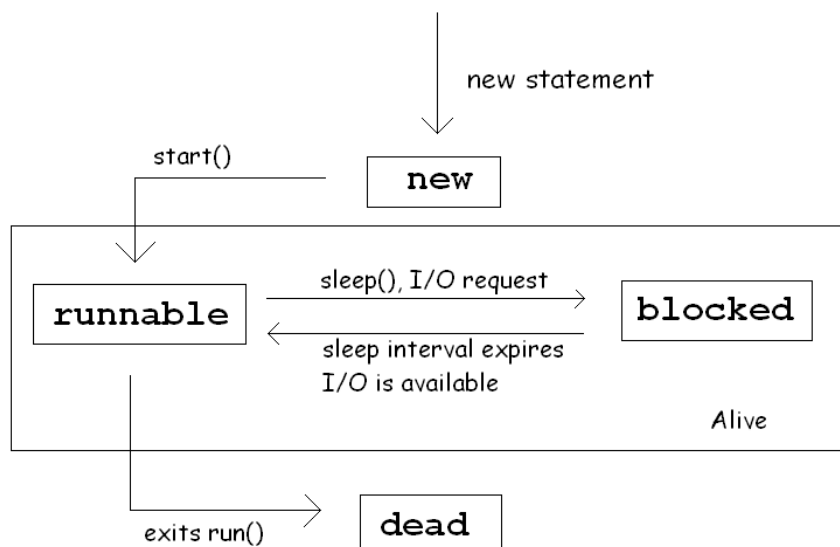 new statement
start()
new
sleep(), I/O request
runnable
blocked
sleep interval expires
I/O is available
Alive
exits run()
dead